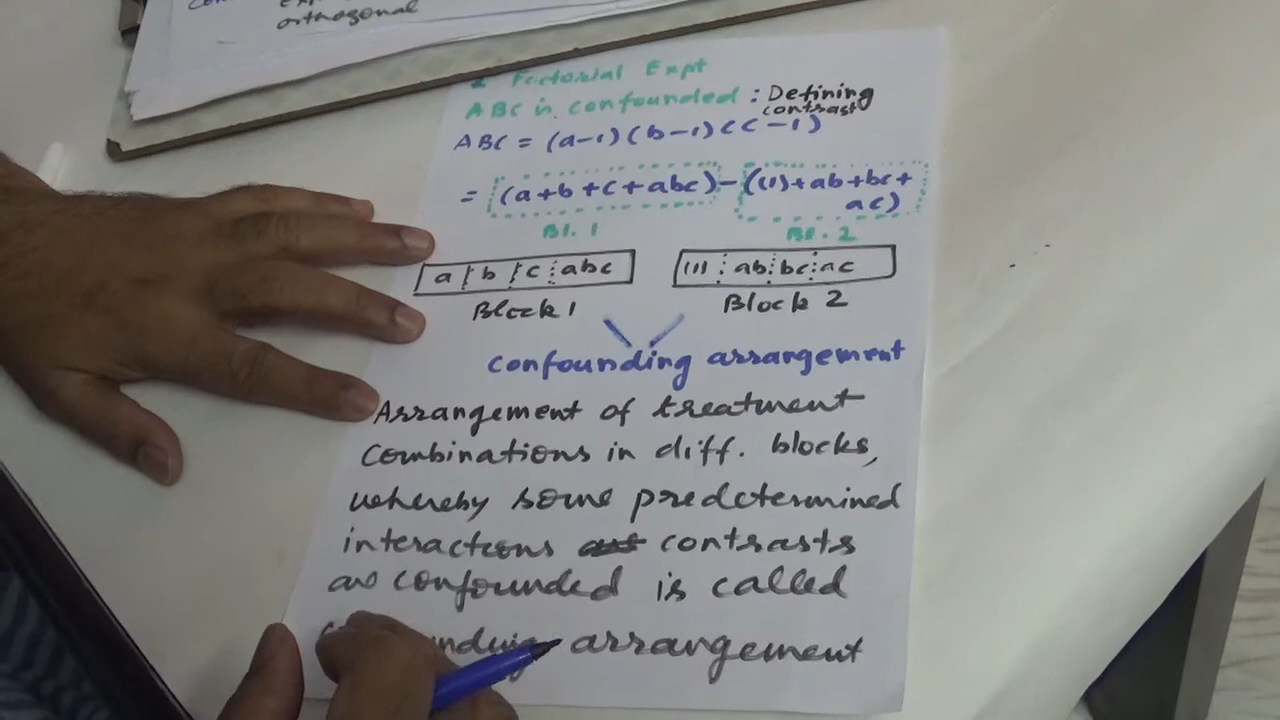 orthogonal
Factorial Expt
ABC is confounded : Defining
contrast
ABC = (a-1)(b-1)(c-1)
= (a+b+c+abc)-((1)+ab+bc+
ac)
Bl. 1 Bl. 2
a b c abc (1) ab bc ac
Block 1 Block 2
confounding arrangement
Arrangement of treatment
combinations in diff. blocks,
whereby some predetermined
interactions contrasts
are confounded is called
arrangement